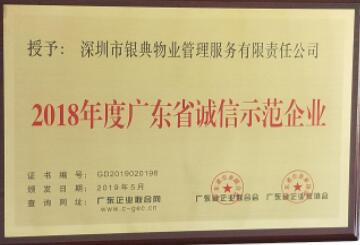 授予：深圳市银典物业管理服务有限责任公司
2018年度广东省诚信示范企业
证书编号：GD2019020198
颁发日期：2019年5月
查询网址：广东企业联合网
www.c-gec.cn
广东省企业联合会 广东省企业家协会